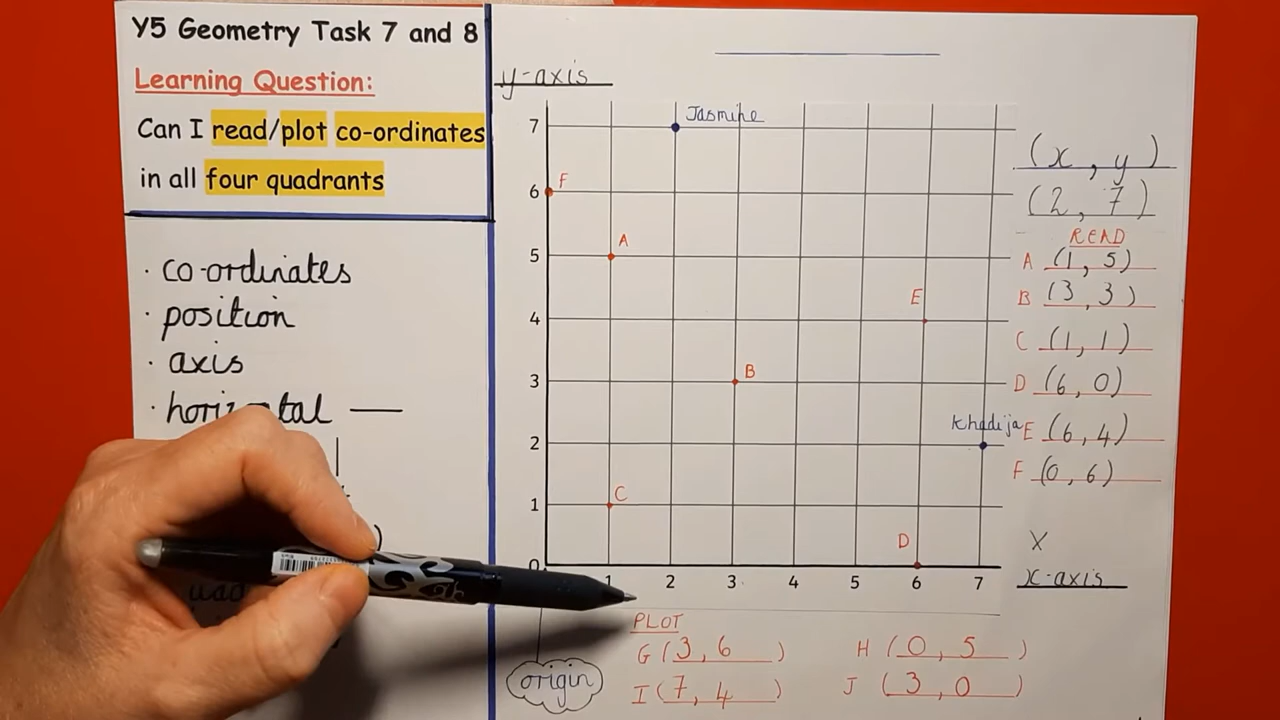 Y5 Geometry Task 7 and 8
Learning Question:
Can I read/plot co-ordinates
in all four quadrants
· co-ordinates
· position
· axis
· horizontal —
y-axis
7
6
5
4
3
2
1
0
1 2 3 4 5 6 7
Jasmine
F
A
E
B
Khadija
C
D
x-axis
origin
(x, y)
(2, 7)
READ
A (1, 5)
B (3, 3)
C (1, 1)
D (6, 0)
E (6, 4)
F (0, 6)
X
PLOT
G (3, 6)
H (0, 5)
I (7, 4)
J (3, 0)